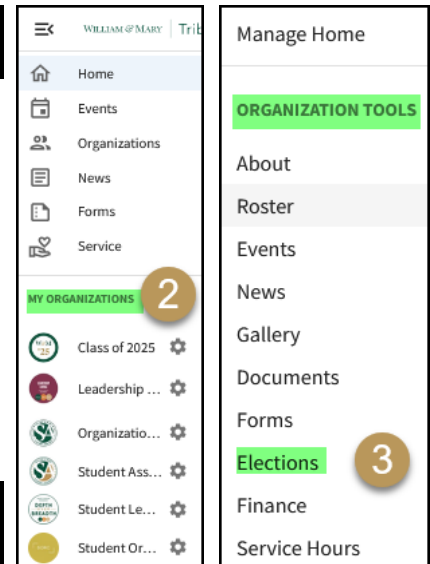 WILLIAM & MARY | Trib
Home
Events
Organizations
News
Forms
Service
MY ORGANIZATIONS
2
Class of 2025
Leadership ...
Organizatio...
Student Ass...
Student Le...
Student Or...
Manage Home
ORGANIZATION TOOLS
About
Roster
Events
News
Gallery
Documents
Forms
Elections
3
Finance
Service Hours